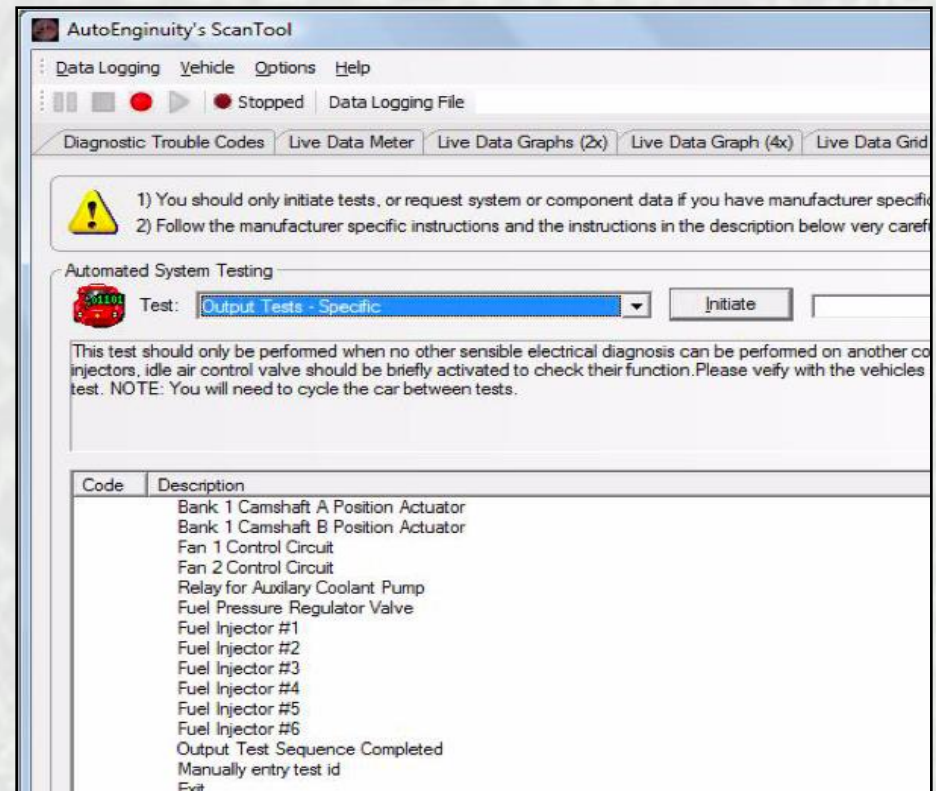 AutoEnginuity's ScanTool
Data Logging Vehicle Options Help
Stopped Data Logging File
Diagnostic Trouble Codes Live Data Meter Live Data Graphs (2x) Live Data Graph (4x) Live Data Grid
1) You should only initiate tests, or request system or component data if you have manufacturer specific
2) Follow the manufacturer specific instructions and the instructions in the description below very
Automated System Testing
01101 Test: Output Tests - Specific Initiate
This test should only be performed when no other sensible electrical diagnosis can be performed on another
injectors, idle air control valve should be briefly activated to check their function.Please veify with the vehicles
test. NOTE: You will need to cycle the car between tests.
Code Description
Bank 1 Camshaft A Position Actuator
Bank 1 Camshaft B Position Actuator
Fan 1 Control Circuit
Fan 2 Control Circuit
Relay for Auxilary Coolant Pump
Fuel Pressure Regulator Valve
Fuel Injector #1
Fuel Injector #2
Fuel Injector #3
Fuel Injector #4
Fuel Injector #5
Fuel Injector #6
Output Test Sequence Completed
Manually entry test id
Exit